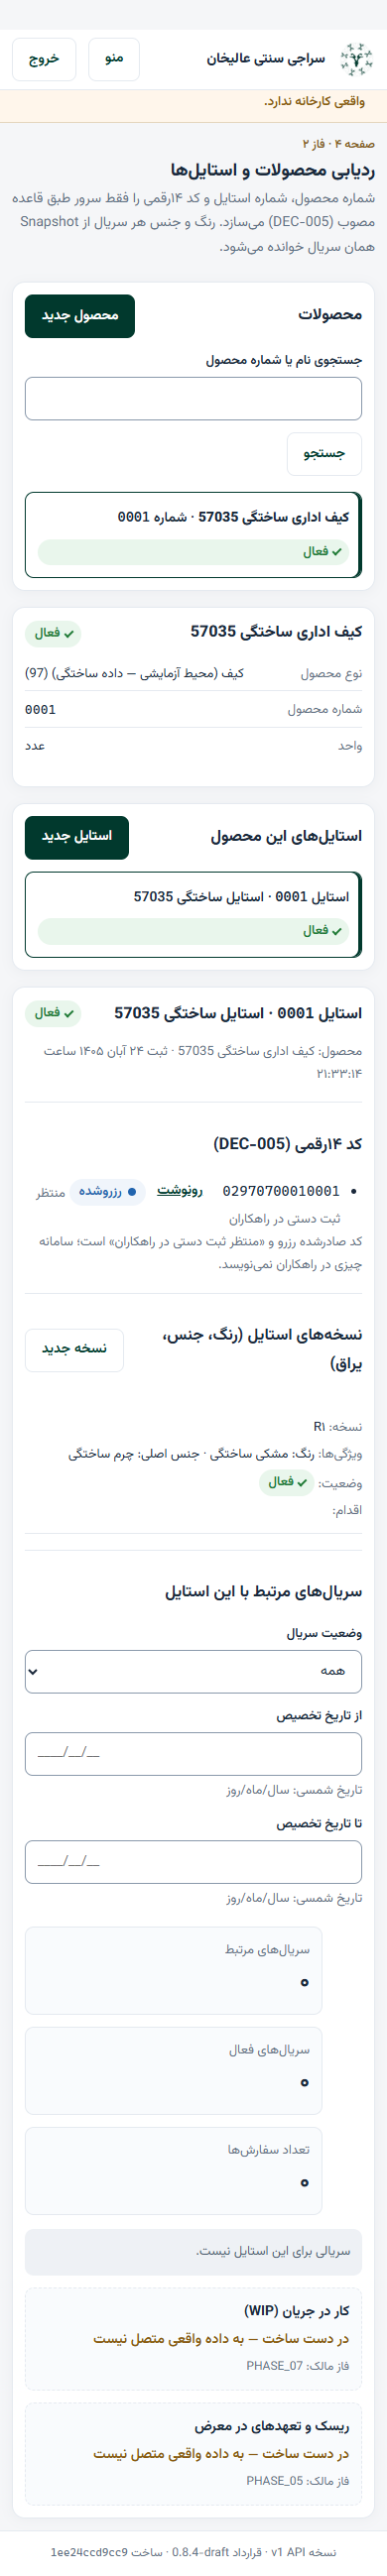 سراجی سنتی عالیخان
منو
خروج
واقعی کارخانه ندارد.
صفحه ۴ · فاز ۲
ردیابی محصولات و استایل‌ها
شماره محصول، شماره استایل و کد ۱۴رقمی را فقط سرور طبق قاعده
مصوب (DEC-005) می‌سازد. رنگ و جنس هر سریال از Snapshot
همان سریال خوانده می‌شود.
محصولات
محصول جدید
جستجوی نام یا شماره محصول
جستجو
کیف اداری ساختگی 57035 · شماره 0001
✓ فعال
کیف اداری ساختگی 57035
✓ فعال
نوع محصول
کیف (محیط آزمایشی — داده ساختگی) (97)
شماره محصول
0001
واحد
عدد
استایل‌های این محصول
استایل جدید
استایل 0001 · استایل ساختگی 57035
✓ فعال
استایل 0001 · استایل ساختگی 57035
✓ فعال
محصول: کیف اداری ساختگی 57035 · ثبت ۲۴ آبان ۱۴۰۵ ساعت
۲۱:۳۳:۱۴
کد ۱۴رقمی (DEC-005)
• 02970700010001 رونوشت رزروشده منتظر
ثبت دستی در راهکاران
کد صادرشده رزرو و «منتظر ثبت دستی در راهکاران» است؛ سامانه
چیزی در راهکاران نمی‌نویسد.
نسخه‌های استایل (رنگ، جنس،
یراق)
نسخه جدید
نسخه: R۱
ویژگی‌ها: رنگ: مشکی ساختگی · جنس اصلی: چرم ساختگی
وضعیت: ✓ فعال
اقدام:
سریال‌های مرتبط با این استایل
وضعیت سریال
همه
از تاریخ تخصیص
____/__/__
تاریخ شمسی: سال/ماه/روز
تا تاریخ تخصیص
____/__/__
تاریخ شمسی: سال/ماه/روز
سریال‌های مرتبط
۰
سریال‌های فعال
۰
تعداد سفارش‌ها
۰
سریالی برای این استایل نیست.
کار در جریان (WIP)
در دست ساخت — به داده واقعی متصل نیست
فاز مالک: PHASE_07
ریسک و تعهدهای در معرض
در دست ساخت — به داده واقعی متصل نیست
فاز مالک: PHASE_05
نسخه API v1 · قرارداد 0.8.4-draft · ساخت 1ee24ccd9cc9